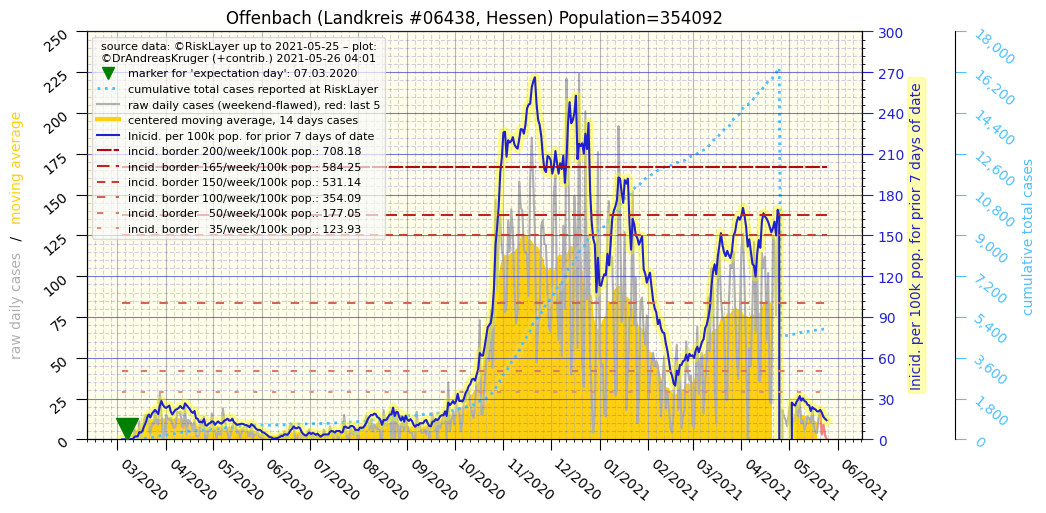 Offenbach (Landkreis #06438, Hessen) Population=354092
source data: ©RiskLayer up to 2021-05-25 – plot:
©DrAndreasKruger (+contrib.) 2021-05-26 04:01
marker for 'expectation day': 07.03.2020
cumulative total cases reported at RiskLayer
raw daily cases (weekend-flawed), red: last 5
centered moving average, 14 days cases
Inicid. per 100k pop. for prior 7 days of date
incid. border 200/week/100k pop.: 708.18
incid. border 165/week/100k pop.: 584.25
incid. border 150/week/100k pop.: 531.14
incid. border 100/week/100k pop.: 354.09
incid. border 50/week/100k pop.: 177.05
incid. border 35/week/100k pop.: 123.93
raw daily cases / moving average
250
225
200
175
150
125
100
75
50
25
0
300
270
240
210
180
150
120
90
60
30
0
Inicid. per 100k pop. for prior 7 days of date
18,000
16,200
14,400
12,600
10,800
9,000
7,200
5,400
3,600
1,800
0
cumulative total cases
03/2020
04/2020
05/2020
06/2020
07/2020
08/2020
09/2020
10/2020
11/2020
12/2020
01/2021
02/2021
03/2021
04/2021
05/2021
06/2021